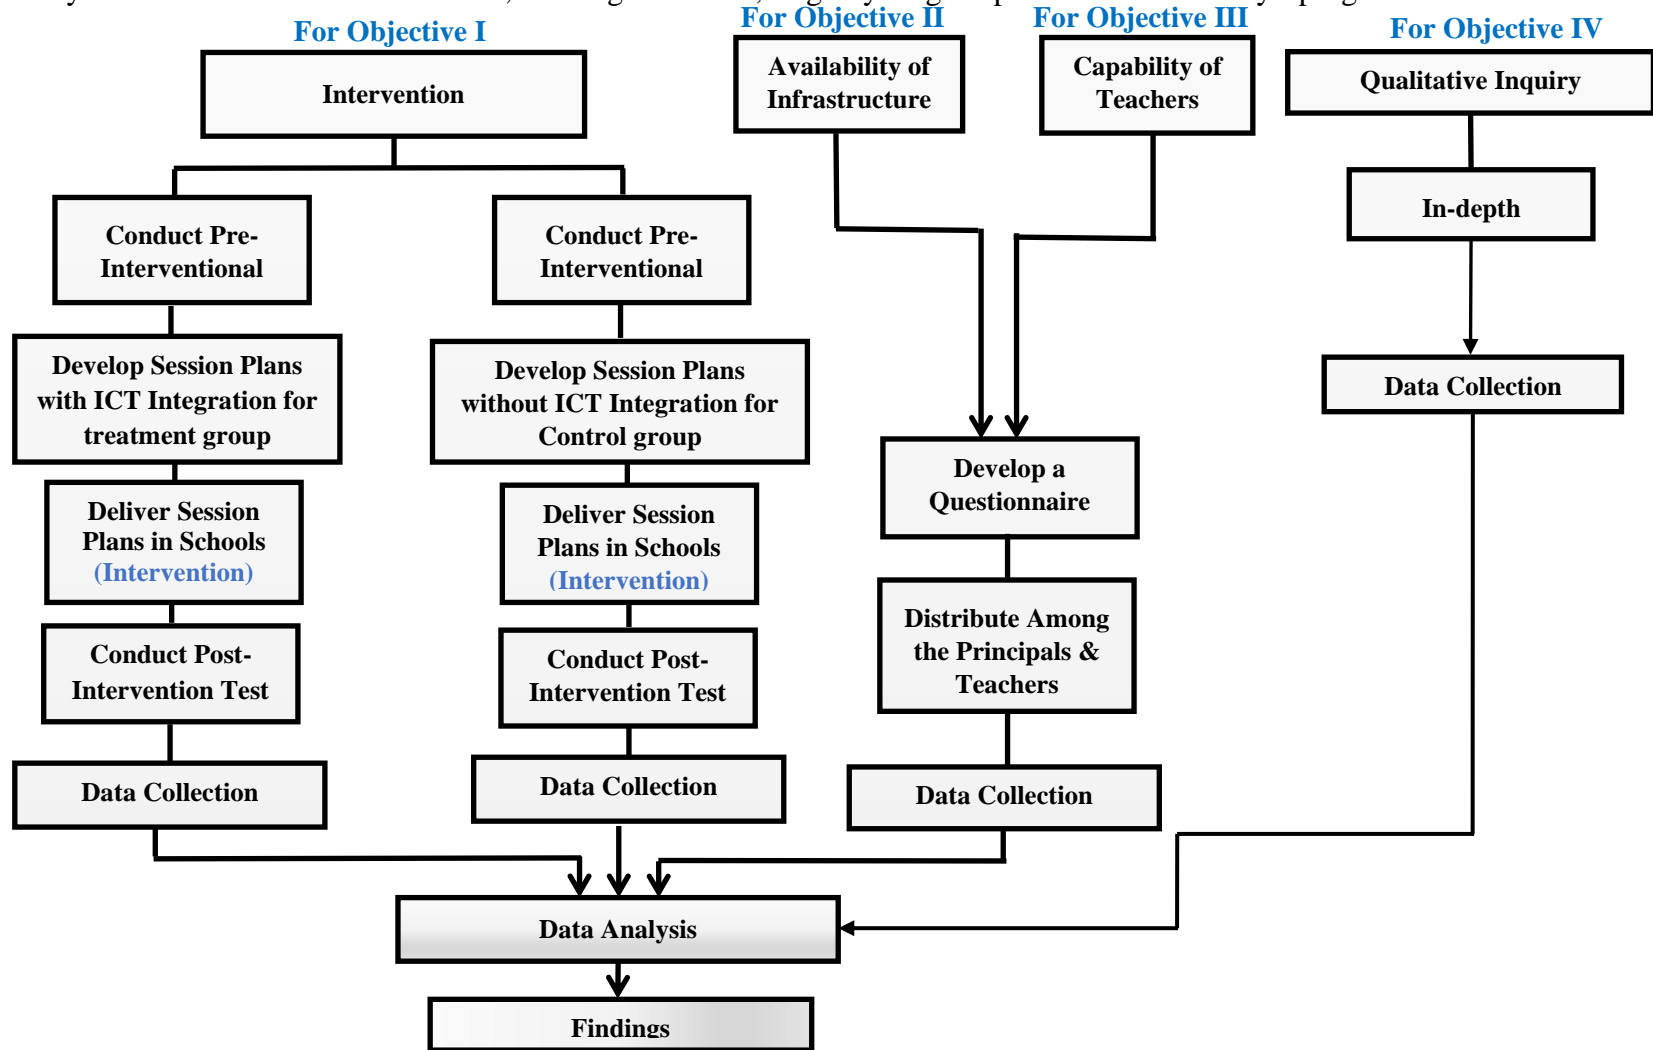 For Objective I
For Objective II
For Objective III
For Objective IV
Intervention
Availability of
Infrastructure
Capability of
Teachers
Qualitative Inquiry
In-depth
Conduct Pre-
Interventional
Conduct Pre-
Interventional
Develop Session Plans
with ICT Integration for
treatment group
Develop Session Plans
without ICT Integration for
Control group
Data Collection
Develop a
Questionnaire
Deliver Session
Plans in Schools
(Intervention)
Deliver Session
Plans in Schools
(Intervention)
Distribute Among
the Principals &
Teachers
Conduct Post-
Intervention Test
Conduct Post-
Intervention Test
Data Collection
Data Collection
Data Collection
Data Analysis
Findings